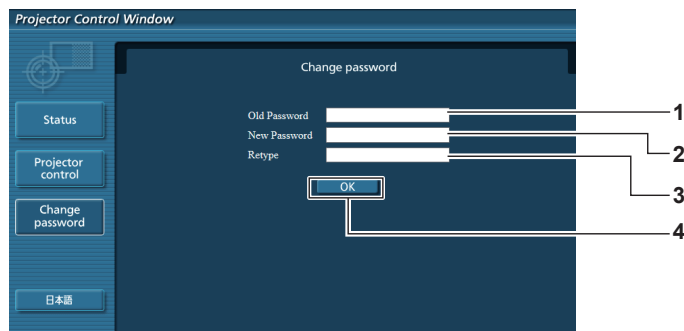 Projector Control Window
Change password
Status
Projector
control
Change
password
日本語
Old Password
New Password
Retype
OK
1
2
3
4